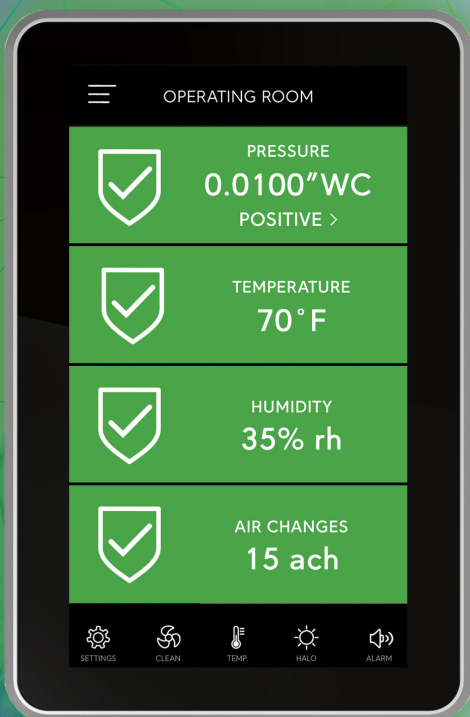 OPERATING ROOM
PRESSURE
0.0100"WC
POSITIVE >
TEMPERATURE
70°F
HUMIDITY
35% rh
AIR CHANGES
15 ach
SETTINGS CLEAN TEMP. HALO ALARM